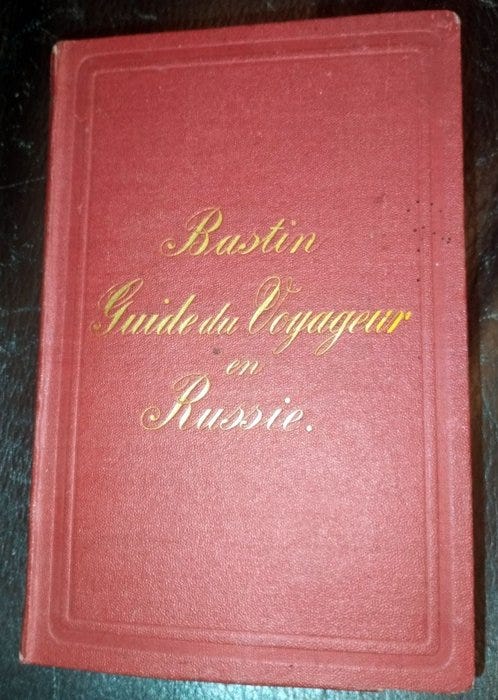 Bastin
Guide du Voyageur
en
Russie.